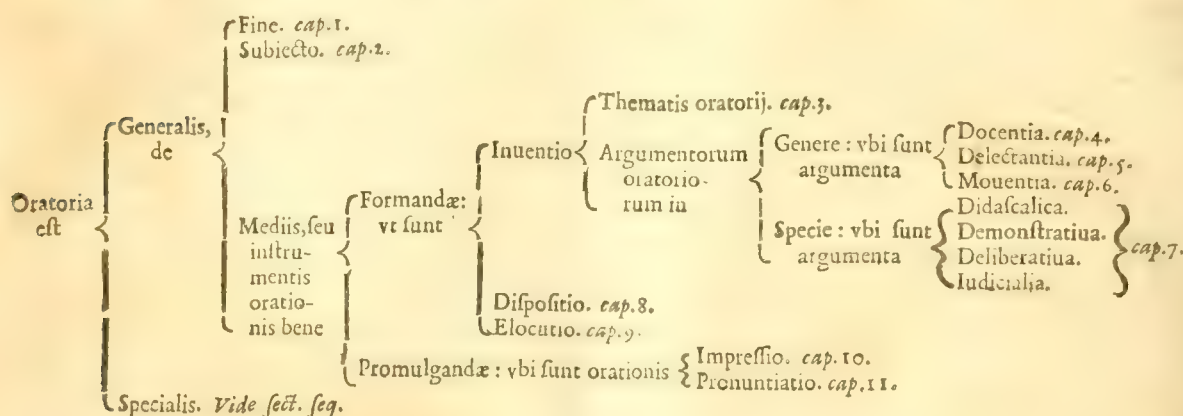 Oratoria
eſt
Generalis,
de
Fine. cap.1.
Subiecto. cap.2.
Mediis, ſeu
inſtru-
mentis
oratio-
nis bene
Formandæ:
vt ſunt
Inuentio
Thematis oratorij. cap.3.
Argumentorum
oratorio-
rum in
Genere : vbi ſunt
argumenta
Docentia. cap.4.
Delectantia. cap.5.
Mouentia. cap.6.
Specie : vbi ſunt
argumenta
Didaſcalica.
Demonſtratiua.
Deliberatiua.
Iudicialia.
cap.7.
Diſpoſitio. cap.8.
Elocutio. cap.9.
Promulgandæ : vbi ſunt orationis
Impreſſio. cap.10.
Pronuntiatio. cap.11.
Specialis. Vide ſect. ſeq.